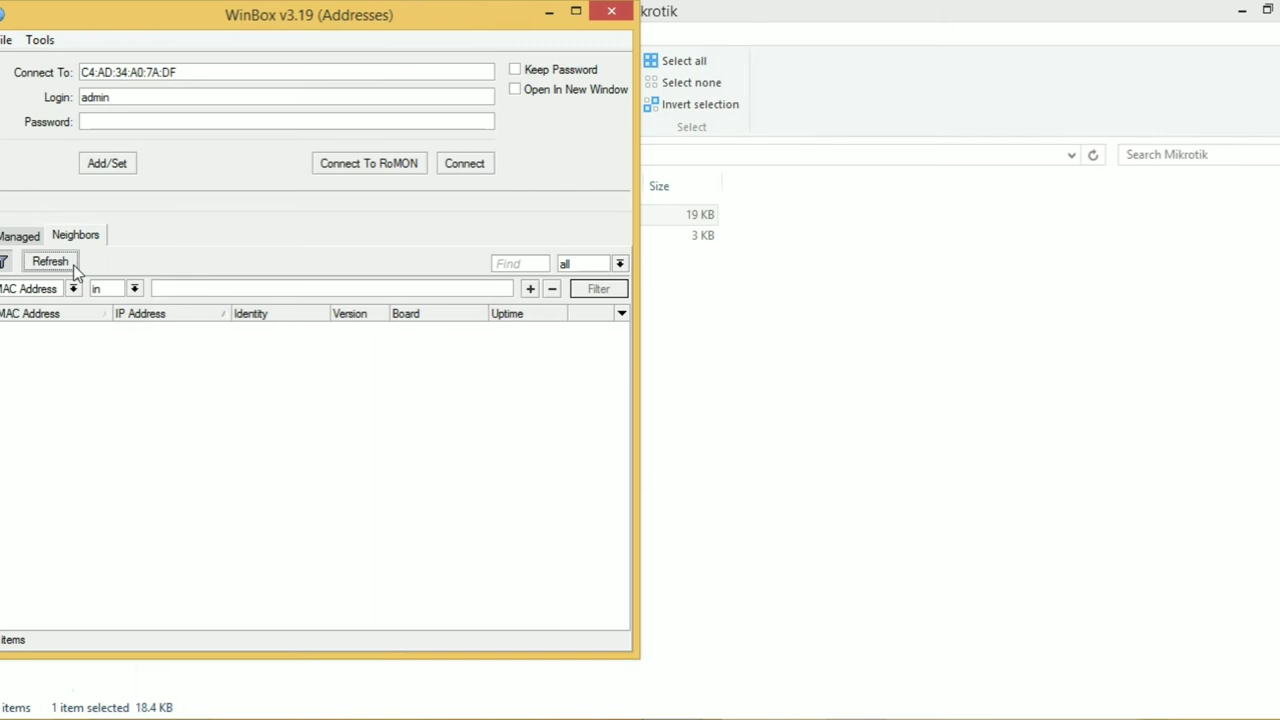 WinBox v3.19 (Addresses)
krotik
ile Tools
Connect To: C4:AD:34:A0:7A:DF
Keep Password
Login: admin
Open In New Window
Password:
Add/Set Connect To RoMON Connect
Select all
Select none
Invert selection
Select
Search Mikrotik
Managed Neighbors
Refresh Find all
MAC Address in Filter
MAC Address IP Address Identity Version Board Uptime
Size
19 KB
3 KB
items
items 1 item selected 18.4 KB